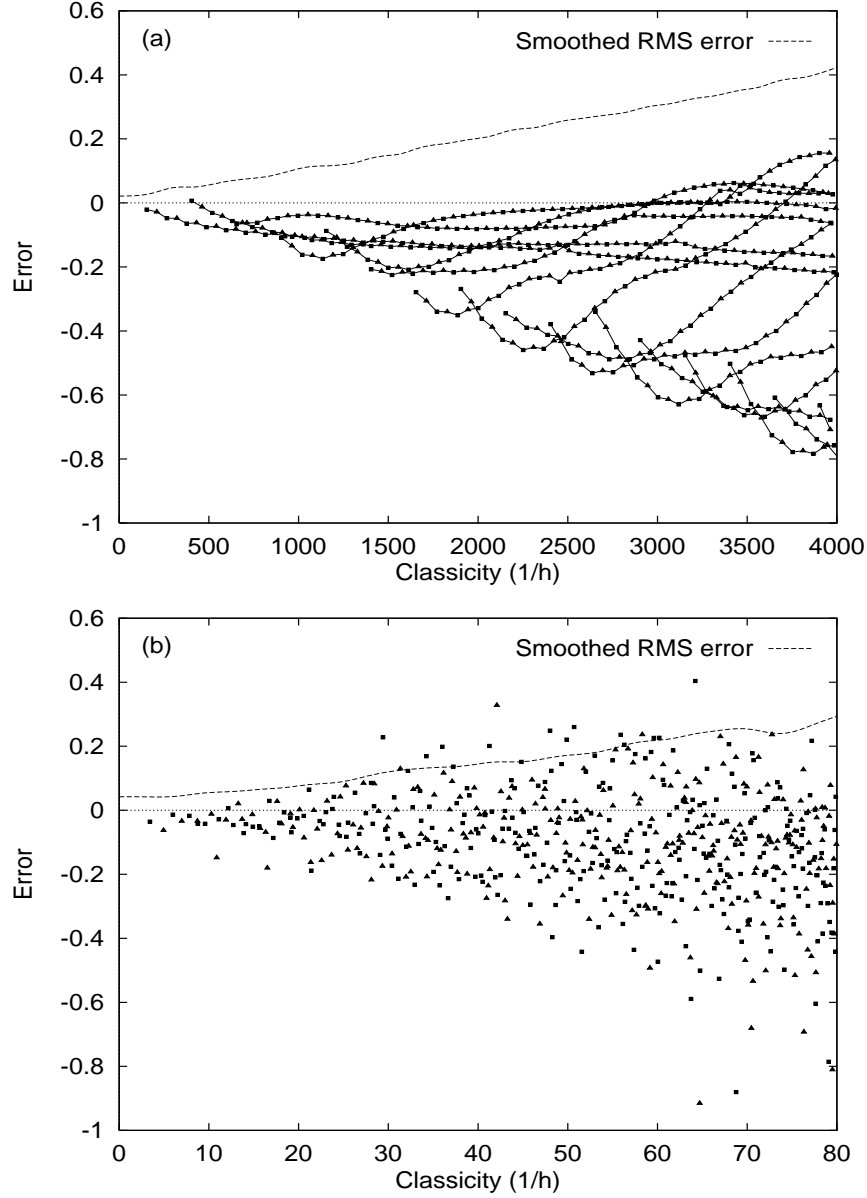 0.6
(a)
Smoothed RMS error
0.4
0.2
0
Error
-0.2
-0.4
-0.6
-0.8
-1
0 500 1000 1500 2000 2500 3000 3500 4000
Classicity (1/h)
0.6
(b)
Smoothed RMS error
0.4
0.2
0
Error
-0.2
-0.4
-0.6
-0.8
-1
0 10 20 30 40 50 60 70 80
Classicity (1/h)